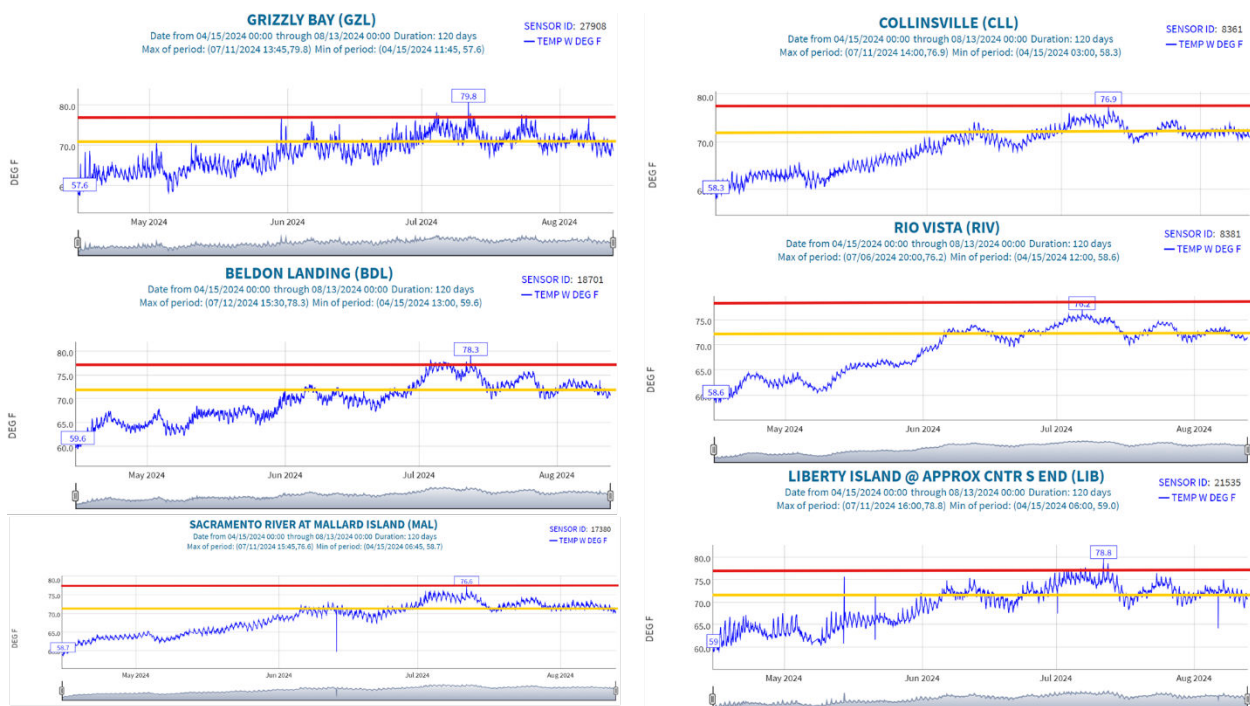 GRIZZLY BAY (GZL)
SENSOR ID: 27908
Date from 04/15/2024 00:00 through 08/13/2024 00:00 Duration: 120 days
TEMP W DEG F
Max of period: (07/11/2024 13:45,79.8) Min of period: (04/15/2024 11:45, 57.6)
79.8
80.0
70.0
57.6
DEG F
May 2024
Jun 2024
Jul 2024
Aug 2024
BELDON LANDING (BDL)
SENSOR ID: 18701
Date from 04/15/2024 00:00 through 08/13/2024 00:00 Duration: 120 days
TEMP W DEG F
Max of period: (07/12/2024 15:30,78.3) Min of period: (04/15/2024 13:00, 59.6)
78.3
80.0
75.0
70.0
65.0
59.6
60.0
DEG F
May 2024
Jun 2024
Jul 2024
Aug 2024
SACRAMENTO RIVER AT MALLARD ISLAND (MAL)
SENSOR ID: 17380
Date from 04/15/2024 00:00 through 08/13/2024 00:00 Duration: 120 days
TEMP W DEG F
Max of period: (07/11/2024 15:45,76.6) Min of period: (04/15/2024 06:45, 58.7)
76.6
80.0
75.0
70.0
65.0
58.7
DEG F
May 2024
Jun 2024
Jul 2024
Aug 2024
COLLINSVILLE (CLL)
SENSOR ID: 8361
Date from 04/15/2024 00:00 through 08/13/2024 00:00 Duration: 120 days
TEMP W DEG F
Max of period: (07/11/2024 14:00,76.9) Min of period: (04/15/2024 03:00, 58.3)
76.9
80.0
70.0
58.3
DEG F
May 2024
Jun 2024
Jul 2024
Aug 2024
RIO VISTA (RIV)
SENSOR ID: 8381
Date from 04/15/2024 00:00 through 08/13/2024 00:00 Duration: 120 days
TEMP W DEG F
Max of period: (07/06/2024 20:00,76.2) Min of period: (04/15/2024 12:00, 58.6)
76.2
75.0
70.0
65.0
58.6
DEG F
May 2024
Jun 2024
Jul 2024
Aug 2024
LIBERTY ISLAND @ APPROX CNTR S END (LIB)
SENSOR ID: 21535
Date from 04/15/2024 00:00 through 08/13/2024 00:00 Duration: 120 days
TEMP W DEG F
Max of period: (07/11/2024 16:00,78.8) Min of period: (04/15/2024 06:00, 59.0)
78.8
80.0
75.0
70.0
65.0
59
60.0
DEG F
May 2024
Jun 2024
Jul 2024
Aug 2024